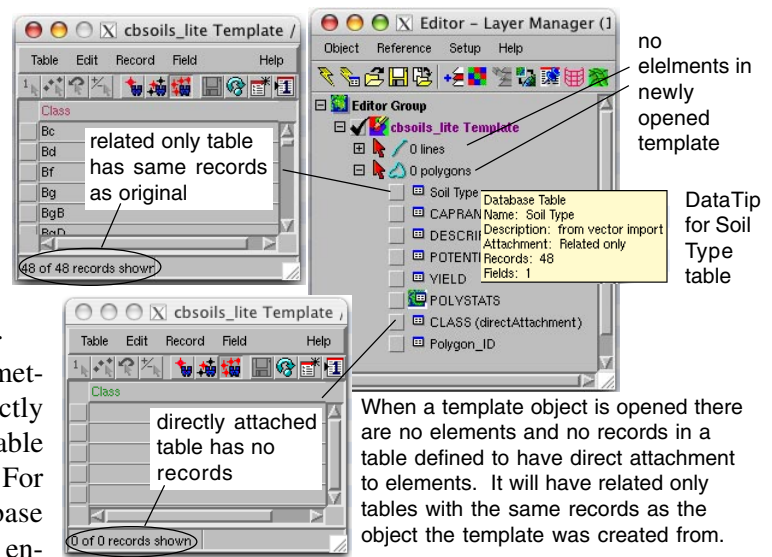 cbsoils_lite Template /
Table Edit Record Field Help
Class
Bc
Bd
Bf
Bg
BgB
BgD
48 of 48 records shown
related only table
has same records
as original
Editor - Layer Manager (1
Object Reference Setup Help
Editor Group
cbsoils_lite Template
0 lines
0 polygons
Soil Type
CAPRAN
DESCRI
POTENTI
YIELD
POLYSTATS
CLASS (directAttachment)
Polygon_ID
Database Table
Name: Soil Type
Description: from vector import
Attachment: Related only
Records: 48
Fields: 1
no
elelments in
newly
opened
template
DataTip
for Soil
Type
table
cbsoils_lite Template /
Table Edit Record Field Help
Class
directly attached
table has no
records
0 of 0 records shown
met-
ctly
able
For
base
en-
When a template object is opened there
are no elements and no records in a
table defined to have direct attachment
to elements. It will have related only
tables with the same records as the
object the template was created from.